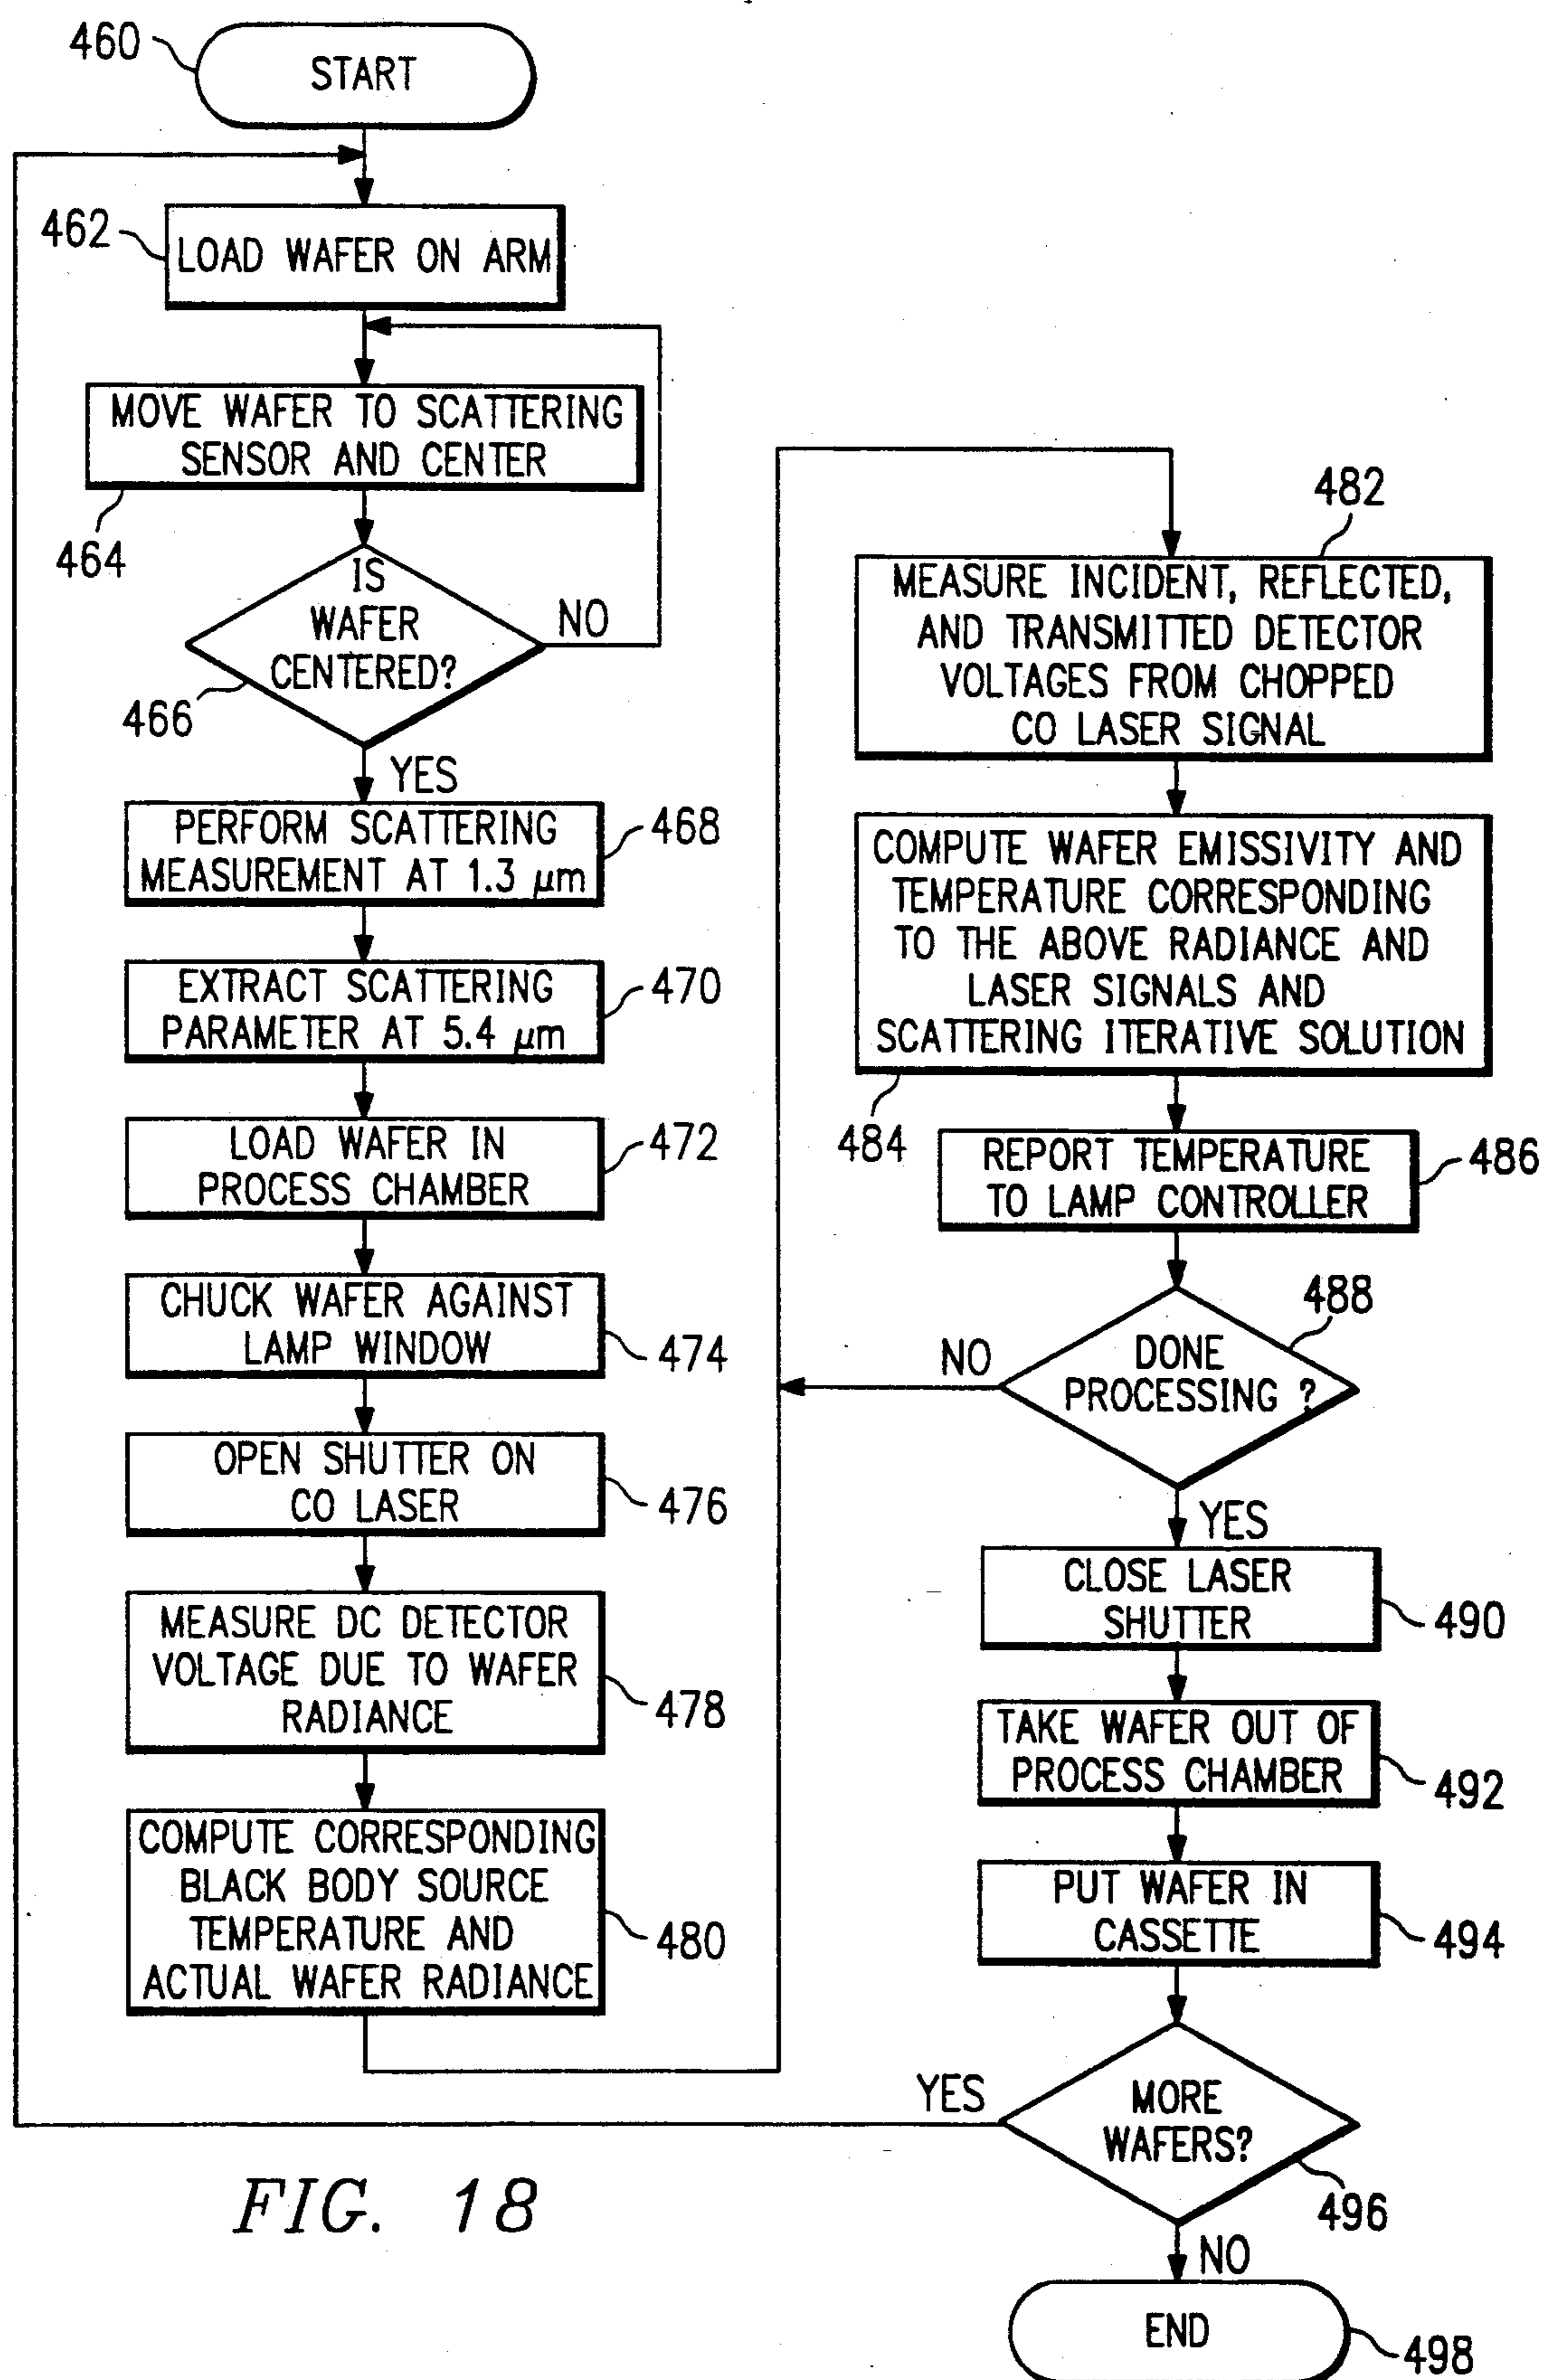 460
START
462
LOAD WAFER ON ARM
MOVE WAFER TO SCATTERING
SENSOR AND CENTER
464
IS
WAFER
CENTERED?
NO
466
YES
PERFORM SCATTERING
MEASUREMENT AT 1.3 μm
468
EXTRACT SCATTERING
PARAMETER AT 5.4 μm
470
LOAD WAFER IN
PROCESS CHAMBER
472
CHUCK WAFER AGAINST
LAMP WINDOW
474
OPEN SHUTTER ON
CO LASER
476
MEASURE DC DETECTOR
VOLTAGE DUE TO WAFER
RADIANCE
478
COMPUTE CORRESPONDING
BLACK BODY SOURCE
TEMPERATURE AND
ACTUAL WAFER RADIANCE
480
482
MEASURE INCIDENT, REFLECTED,
AND TRANSMITTED DETECTOR
VOLTAGES FROM CHOPPED
CO LASER SIGNAL
COMPUTE WAFER EMISSIVITY AND
TEMPERATURE CORRESPONDING
TO THE ABOVE RADIANCE AND
LASER SIGNALS AND
SCATTERING ITERATIVE SOLUTION
484
REPORT TEMPERATURE
TO LAMP CONTROLLER
486
488
DONE
PROCESSING ?
NO
YES
CLOSE LASER
SHUTTER
490
TAKE WAFER OUT OF
PROCESS CHAMBER
492
PUT WAFER IN
CASSETTE
494
YES
MORE
WAFERS?
496
NO
END
498
FIG. 18